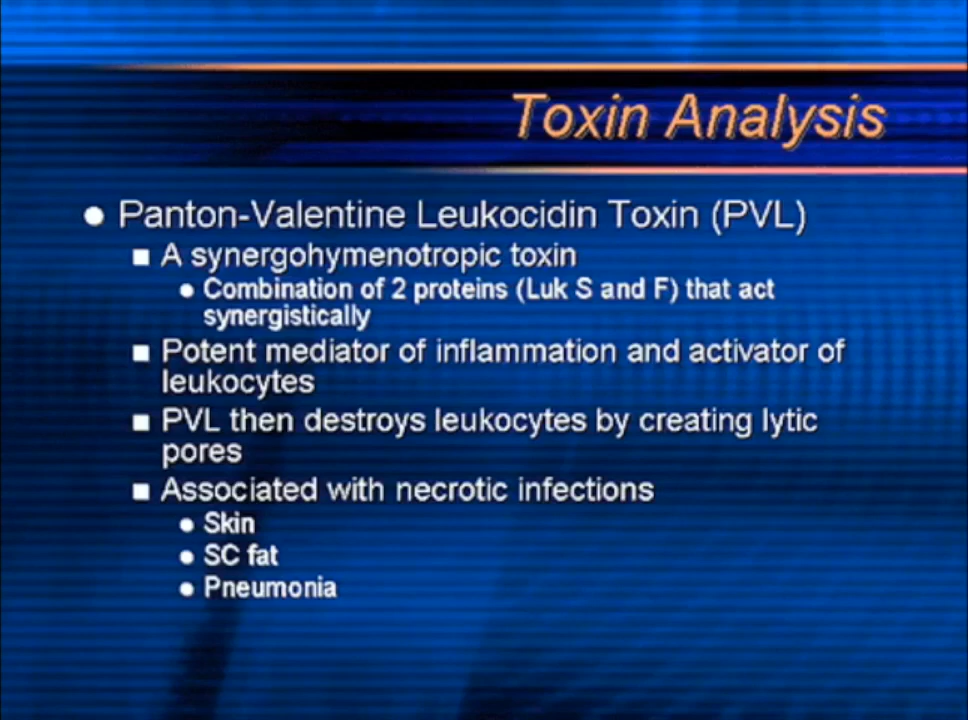 Toxin Analysis
Panton-Valentine Leukocidin Toxin (PVL)
A synergohymenotropic toxin
Combination of 2 proteins (Luk S and F) that act
synergistically
Potent mediator of inflammation and activator of
leukocytes
PVL then destroys leukocytes by creating lytic
pores
Associated with necrotic infections
Skin
SC fat
Pneumonia